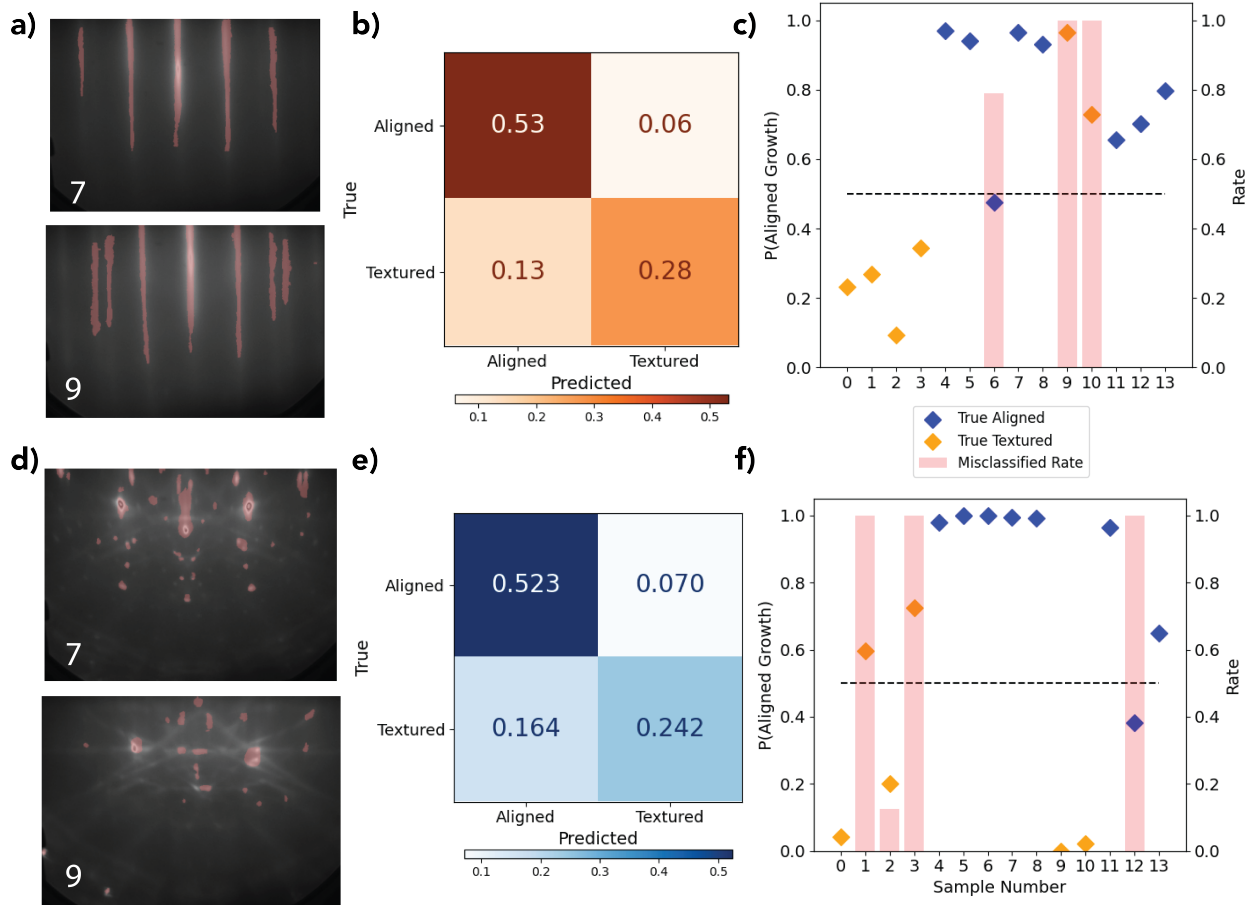 a)
7
9
b)
True
Aligned
0.53
0.06
Textured
0.13
0.28
Aligned
Textured
Predicted
0.1
0.2
0.3
0.4
0.5
c)
P(Aligned Growth)
1.0
0.8
0.6
0.4
0.2
0.0
1.0
0.8
0.6
0.4
0.2
0.0
Rate
0 1 2 3 4 5 6 7 8 9 10 11 12 13
True Aligned
True Textured
Misclassified Rate
d)
7
9
e)
True
Aligned
0.523
0.070
Textured
0.164
0.242
Aligned
Textured
Predicted
0.1
0.2
0.3
0.4
0.5
f)
P(Aligned Growth)
1.0
0.8
0.6
0.4
0.2
0.0
1.0
0.8
0.6
0.4
0.2
0.0
Rate
0 1 2 3 4 5 6 7 8 9 10 11 12 13
Sample Number